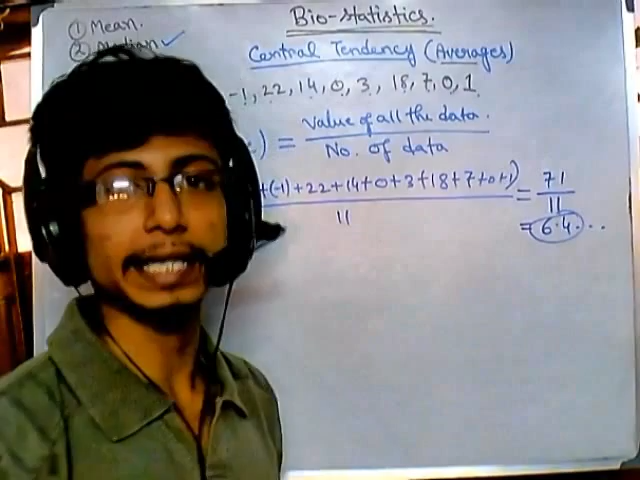 Bio-statistics.
① Mean.
② Median ✓
Central Tendency (Averages)
-1, 22, 14, 0, 3, 18, 7, 0, 1
) = Value of all the data. / No. of data
+(-1)+22+14+0+3+18+7+0+1) / 11 = 71 / 11
= 6.4...